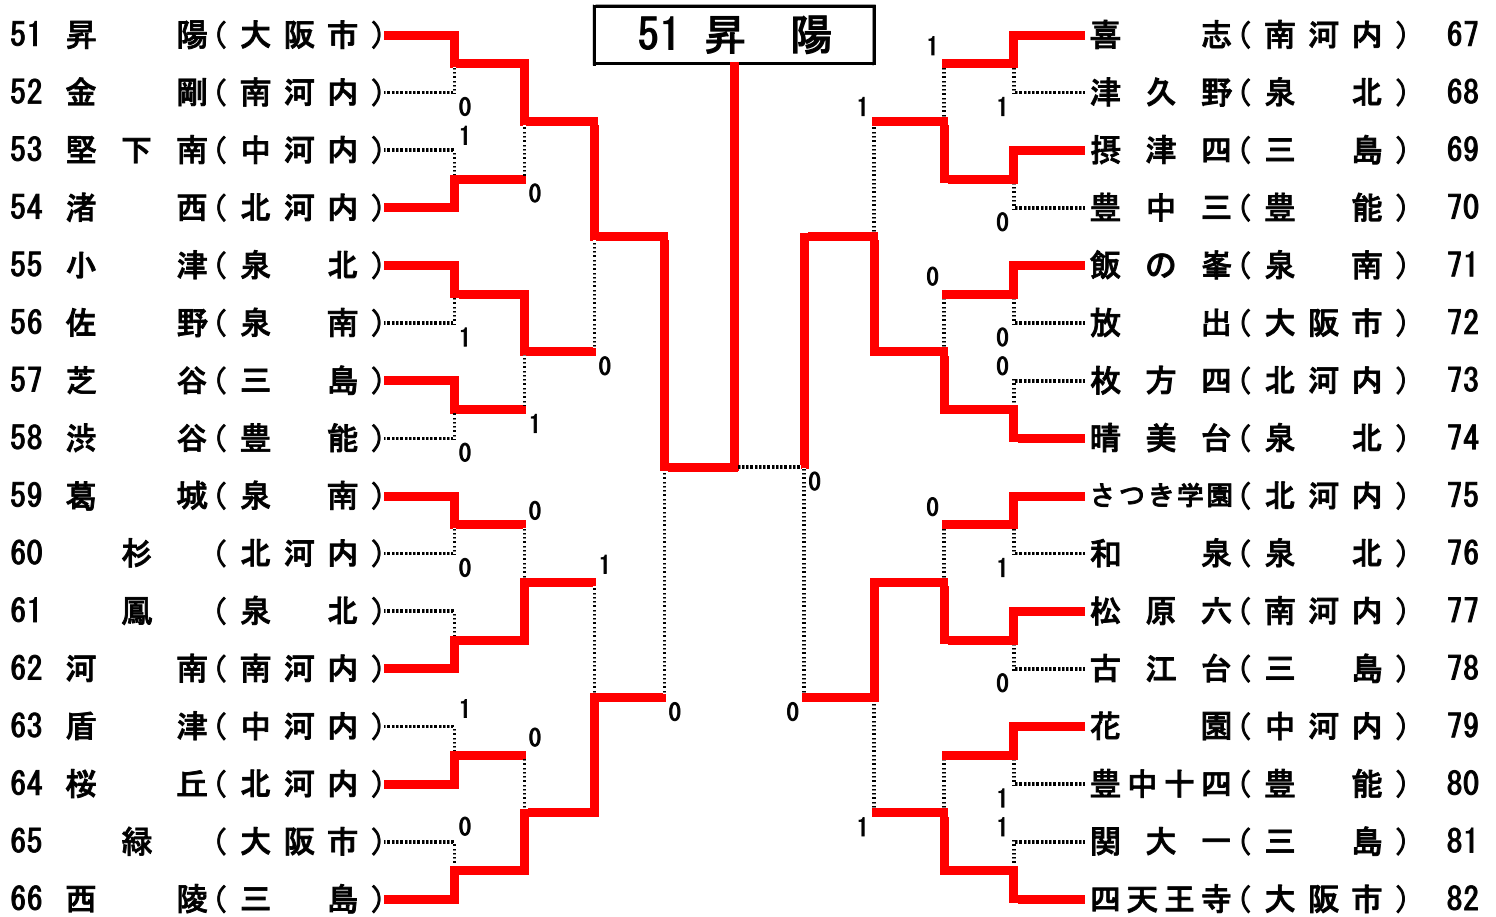 51 昇 陽
51 昇 陽 ( 大 阪 市 )
52 金 剛 ( 南 河 内 )
0
1
53 堅 下 南 ( 中 河 内 )
54 渚 西 ( 北 河 内 )
0
55 小 津 ( 泉 北 )
56 佐 野 ( 泉 南 )
1
0
57 芝 谷 ( 三 島 )
1
58 渋 谷 ( 豊 能 )
0
59 葛 城 ( 泉 南 )
0
60 杉 ( 北 河 内 )
0
1
61 鳳 ( 泉 北 )
62 河 南 ( 南 河 内 )
1
0
63 盾 津 ( 中 河 内 )
0
64 桜 丘 ( 北 河 内 )
0
65 緑 ( 大 阪 市 )
66 西 陵 ( 三 島 )
1
喜 志 ( 南 河 内 ) 67
津 久 野 ( 泉 北 ) 68
1
1
摂 津 四 ( 三 島 ) 69
豊 中 三 ( 豊 能 ) 70
0
飯 の 峯 ( 泉 南 ) 71
0
放 出 ( 大 阪 市 ) 72
0
0
枚 方 四 ( 北 河 内 ) 73
晴 美 台 ( 泉 北 ) 74
0
さつき学園 ( 北 河 内 ) 75
0
和 泉 ( 泉 北 ) 76
1
松 原 六 ( 南 河 内 ) 77
古 江 台 ( 三 島 ) 78
0
0
花 園 ( 中 河 内 ) 79
豊 中 十 四 ( 豊 能 ) 80
1
1
1
関 大 一 ( 三 島 ) 81
四 天 王 寺 ( 大 阪 市 ) 82